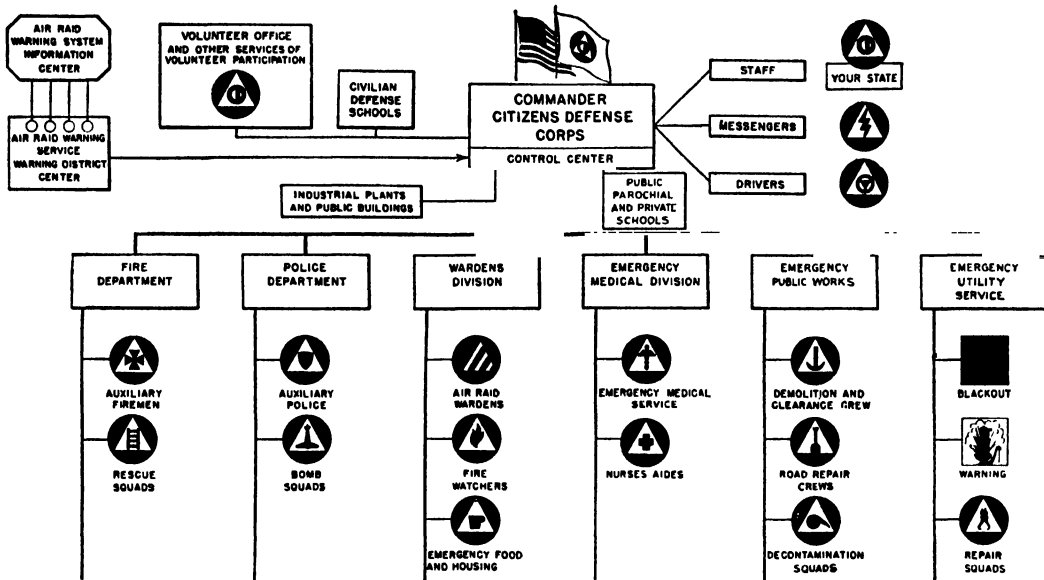 AIR RAID
WARNING SYSTEM
INFORMATION
CENTER
AIR RAID WARNING
SERVICE
WARNING DISTRICT
CENTER
VOLUNTEER OFFICE
AND OTHER SERVICES OF
VOLUNTEER PARTICIPATION
CIVILIAN
DEFENSE
SCHOOLS
COMMANDER
CITIZENS DEFENSE
CORPS
CONTROL CENTER
STAFF
YOUR STATE
MESSENGERS
DRIVERS
INDUSTRIAL PLANTS
AND PUBLIC BUILDINGS
PUBLIC
PAROCHIAL
AND PRIVATE
SCHOOLS
FIRE
DEPARTMENT
AUXILIARY
FIREMEN
RESCUE
SQUADS
POLICE
DEPARTMENT
AUXILIARY
POLICE
BOMB
SQUADS
WARDENS
DIVISION
AIR RAID
WARDENS
FIRE
WATCHERS
EMERGENCY FOOD
AND HOUSING
EMERGENCY
MEDICAL DIVISION
EMERGENCY MEDICAL
SERVICE
NURSES AIDES
EMERGENCY
PUBLIC WORKS
DEMOLITION AND
CLEARANCE CREW
ROAD REPAIR
CREWS
DECONTAMINATION
SQUADS
EMERGENCY
UTILITY
SERVICE
BLACKOUT
WARNING
REPAIR
SQUADS